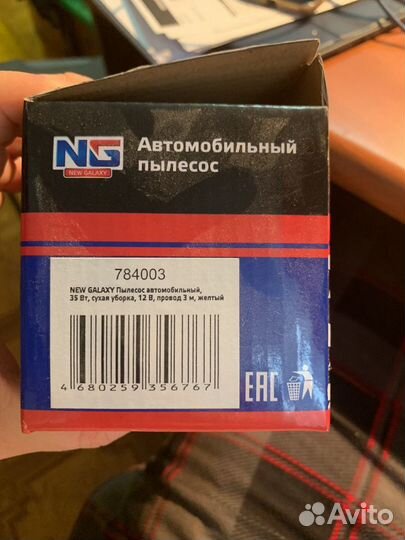 NG
NEW GALAXY
Автомобильный
пылесос
784003
NEW GALAXY Пылесос автомобильный,
35 Вт, сухая уборка, 12 В, провод 3 м, желтый
4 680259 356767
EAC
Avito